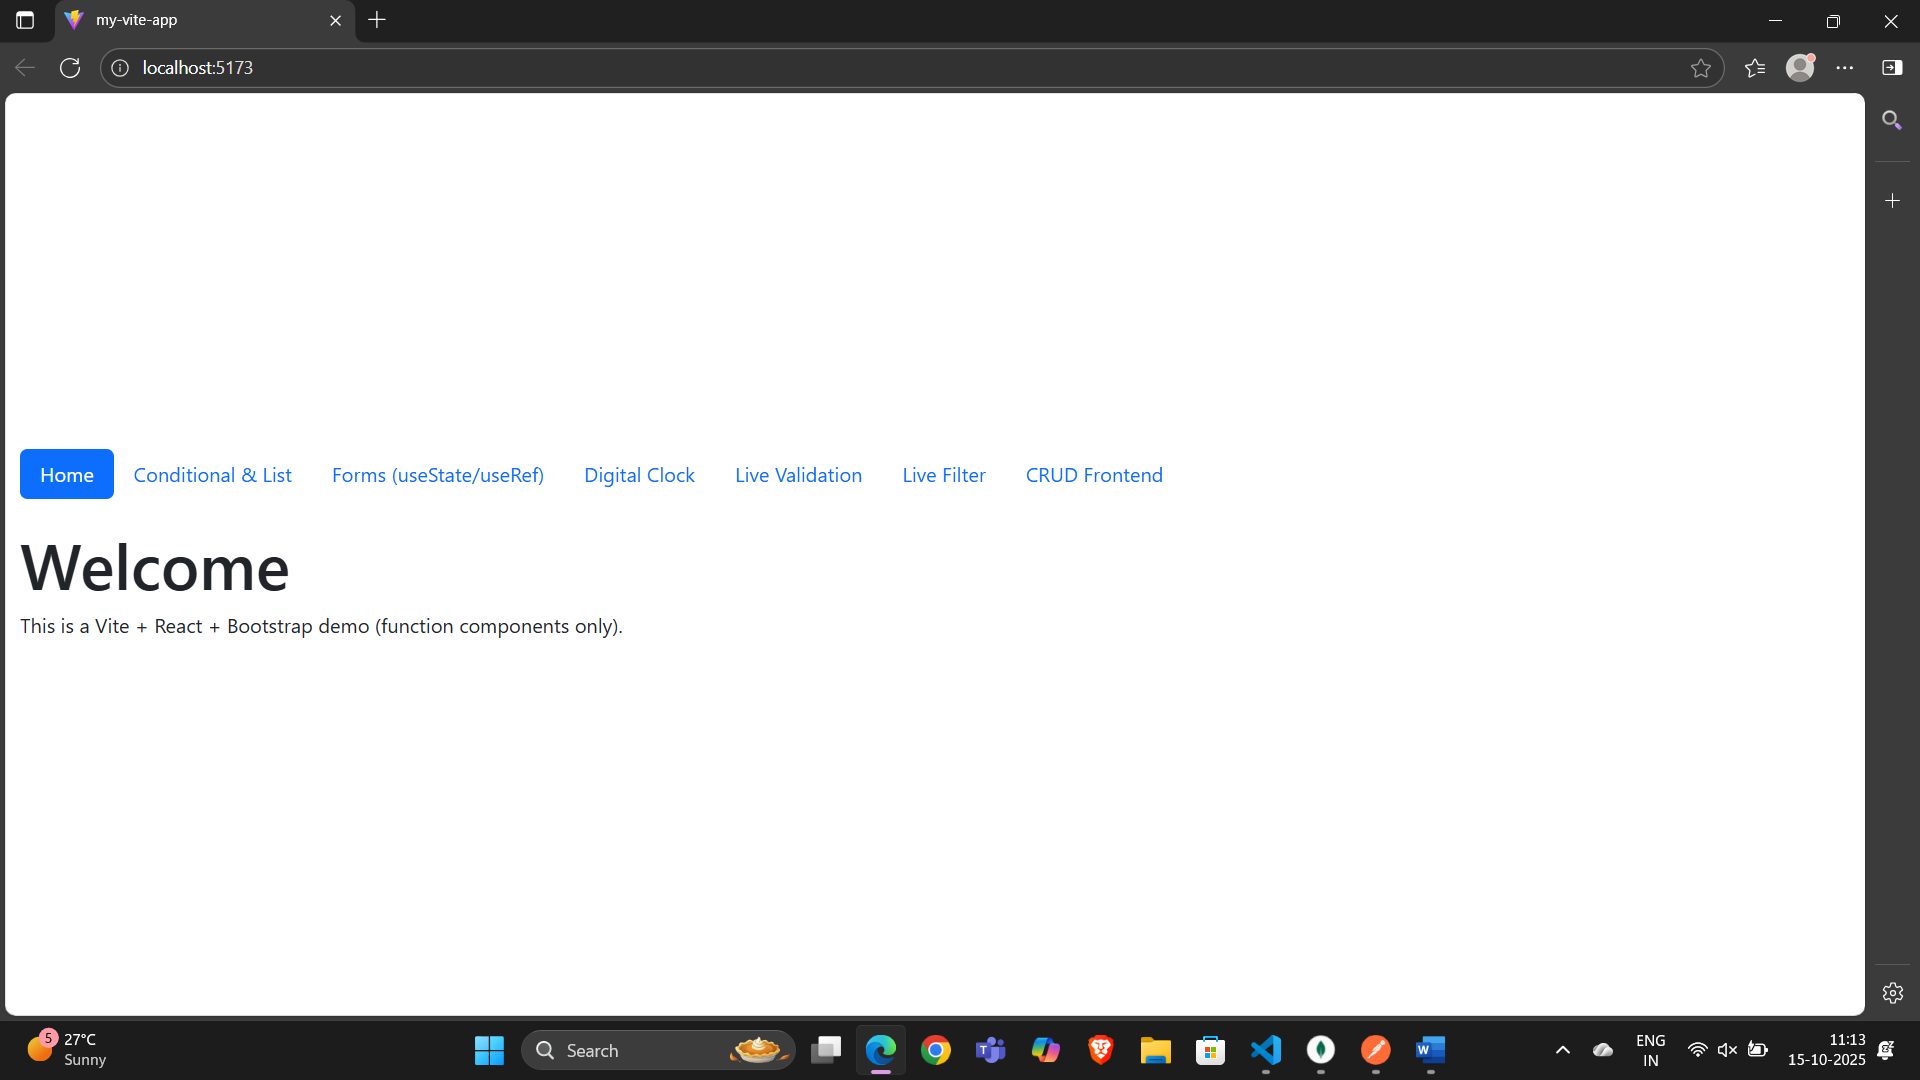 my-vite-app
localhost:5173
Home Conditional & List Forms (useState/useRef) Digital Clock Live Validation Live Filter CRUD Frontend
Welcome
This is a Vite + React + Bootstrap demo (function components only).
5 27°C
Sunny
Search
T
W
ENG
IN
11:13
15-10-2025